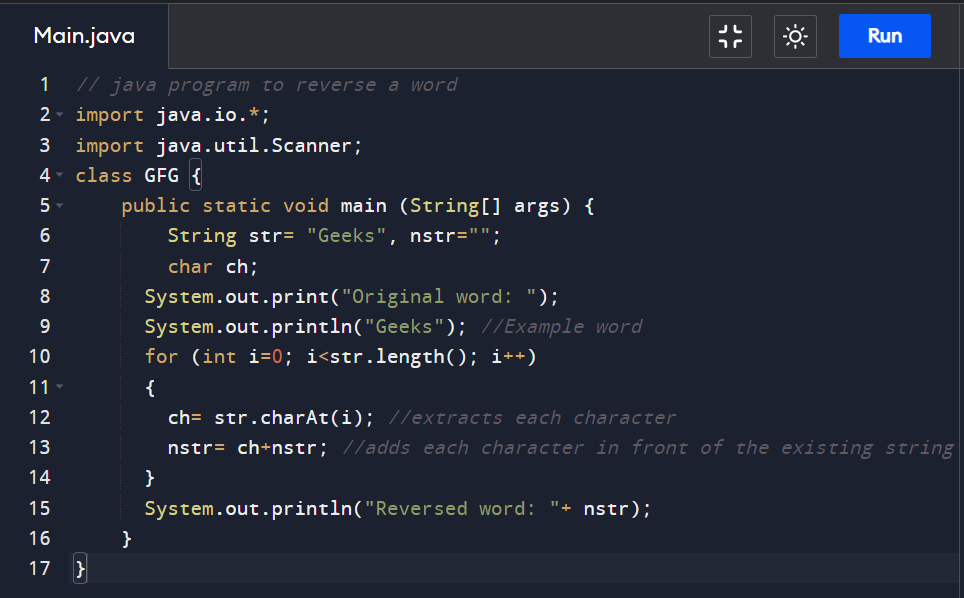 Main.java
Run
1 // java program to reverse a word
2 import java.io.*;
3 import java.util.Scanner;
4 class GFG {
5     public static void main (String[] args) {
6         String str= "Geeks", nstr="";
7         char ch;
8       System.out.print("Original word: ");
9       System.out.println("Geeks"); //Example word
10       for (int i=0; i<str.length(); i++)
11       {
12         ch= str.charAt(i); //extracts each character
13         nstr= ch+nstr; //adds each character in front of the existing string
14       }
15       System.out.println("Reversed word: "+ nstr);
16     }
17 }